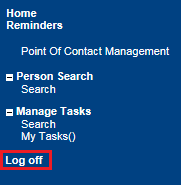 Home
Reminders
Point Of Contact Management
Person Search
Search
Manage Tasks
Search
My Tasks()
Log off